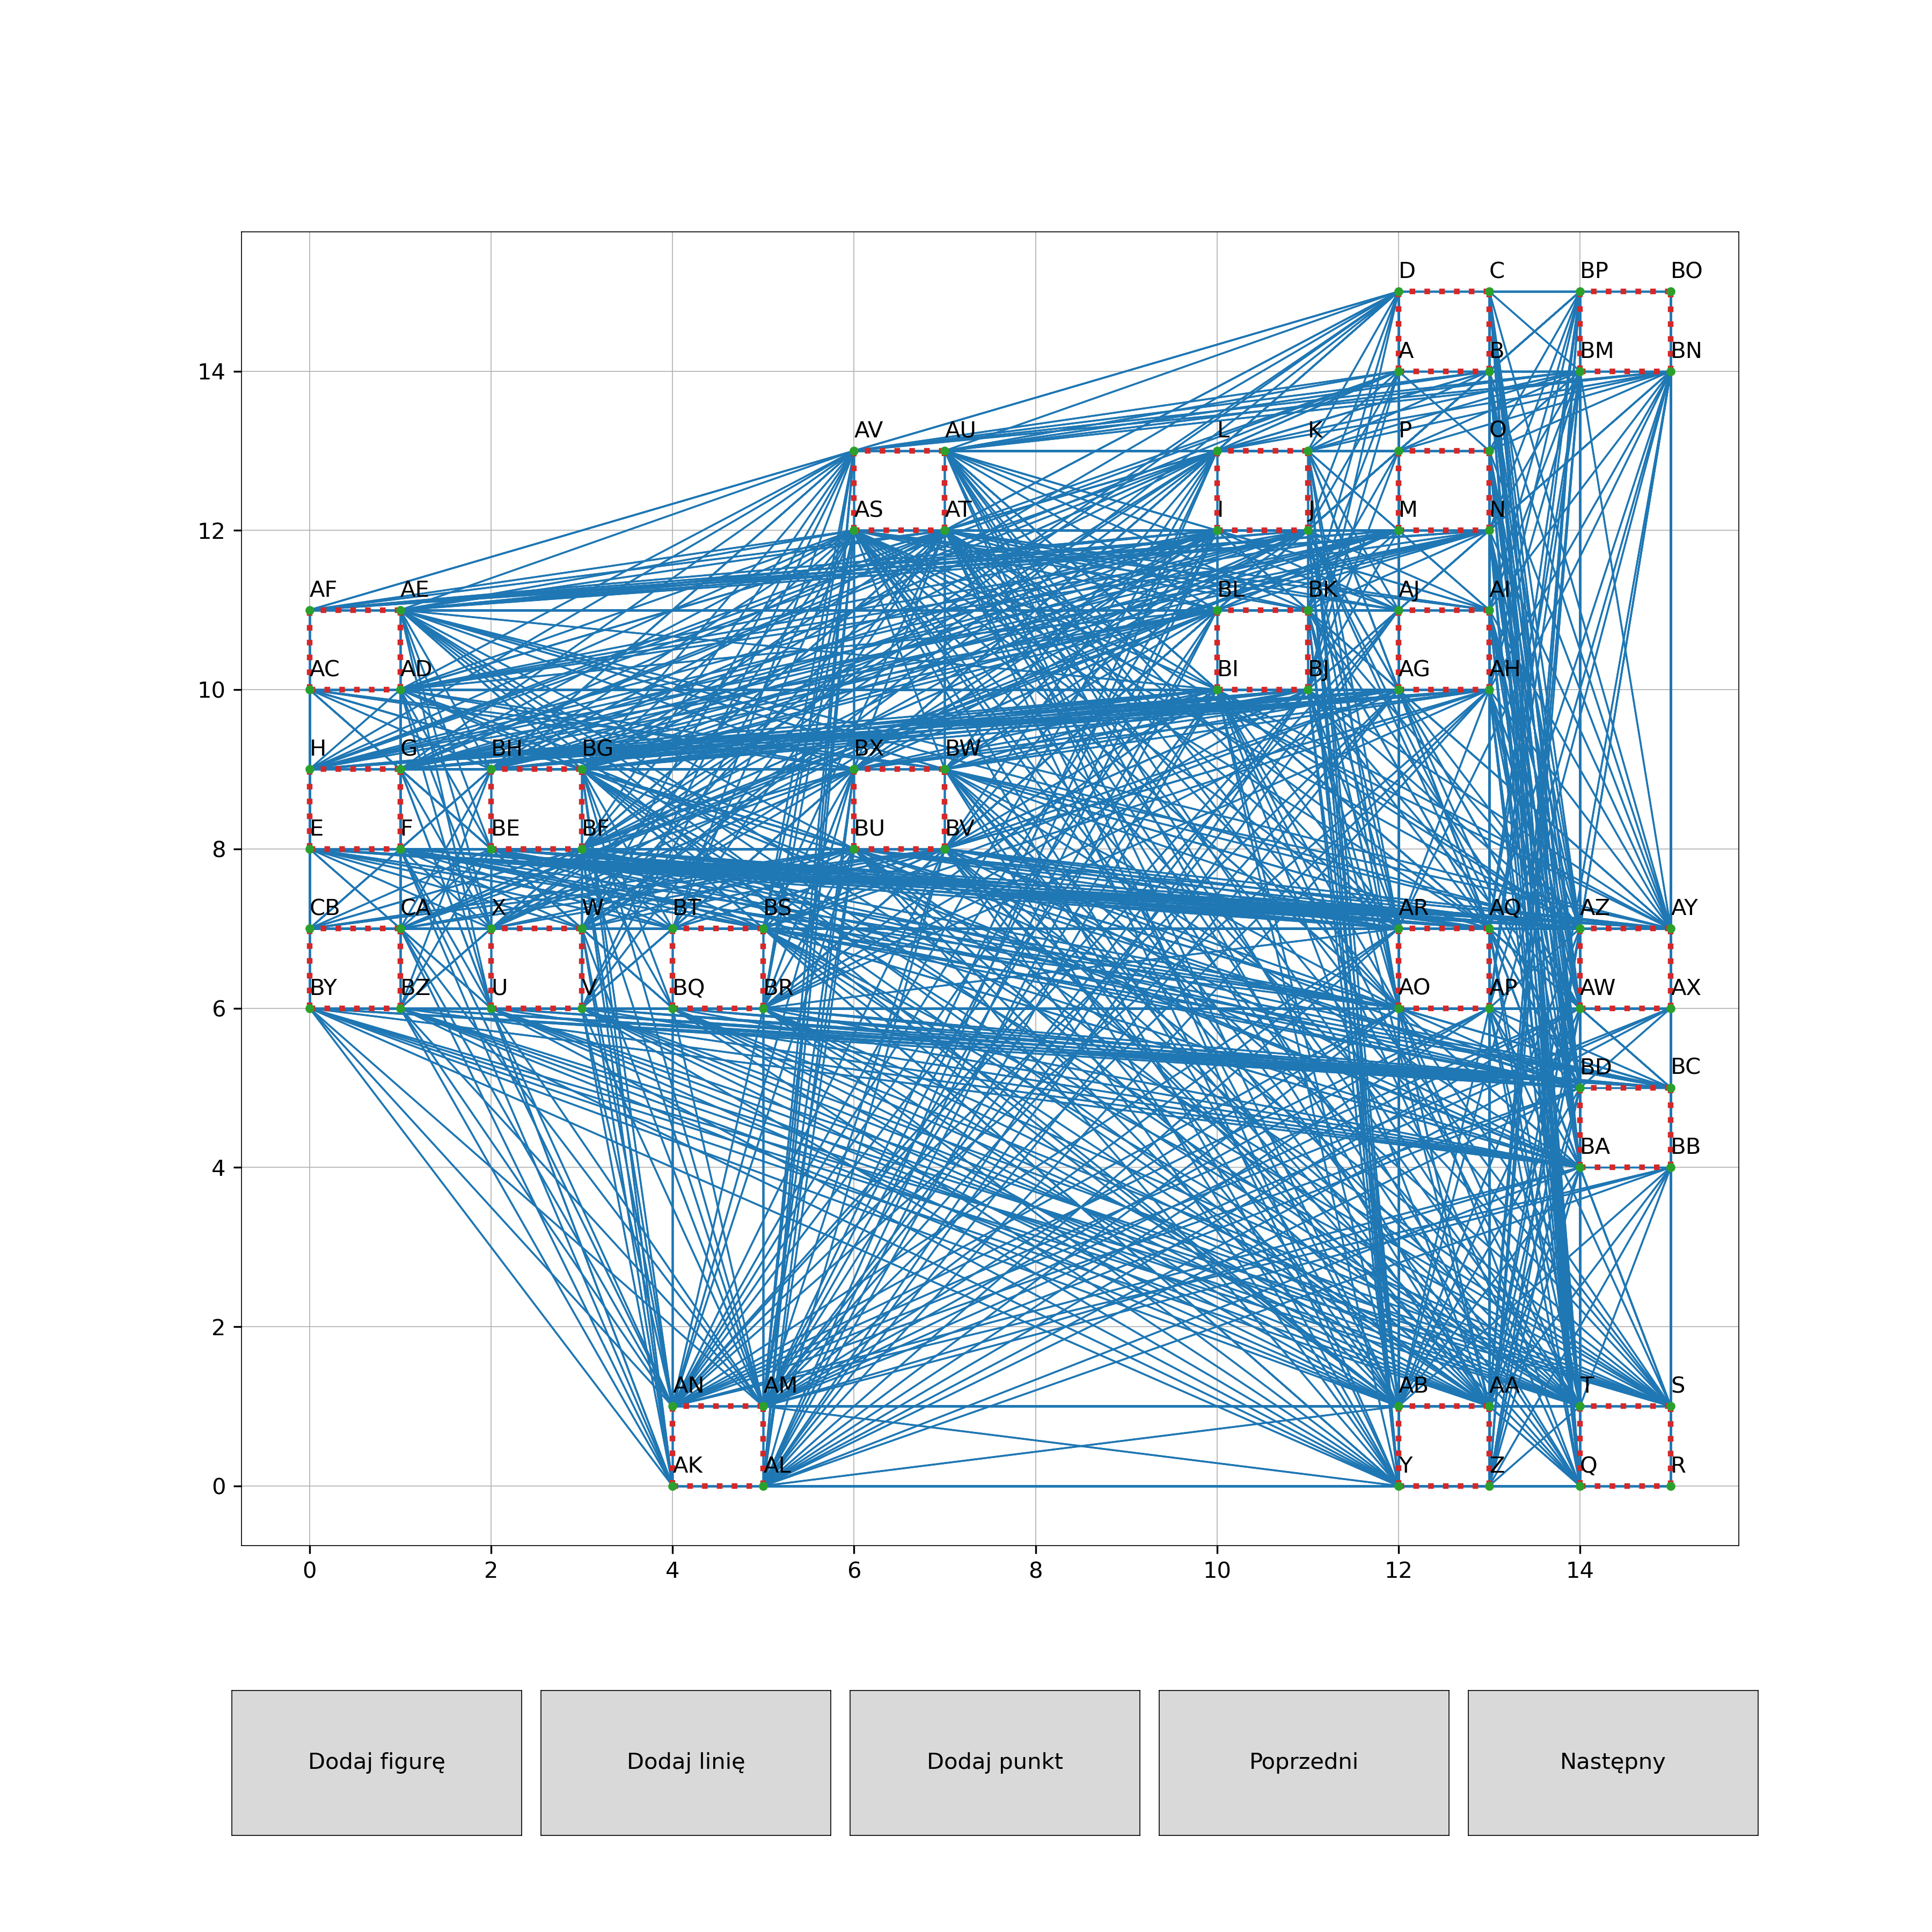 D C BP BO
14 A B BM BN
AV AU L K P O
12 AS AT I J M N
AF AE BL BK AJ AI
10 AC AD BI BJ AG AH
H G BH BG BX BW
8 E F BE BF BU BV
CB CA X W BT BS AR AQ AZ AY
6 BY BZ U V BQ BR AO AP AW AX
BD BC
4 BA BB
2
AN AM AB AA T S
0 AK AL Y Z Q R
0 2 4 6 8 10 12 14
Dodaj figurę Dodaj linię Dodaj punkt Poprzedni Następny